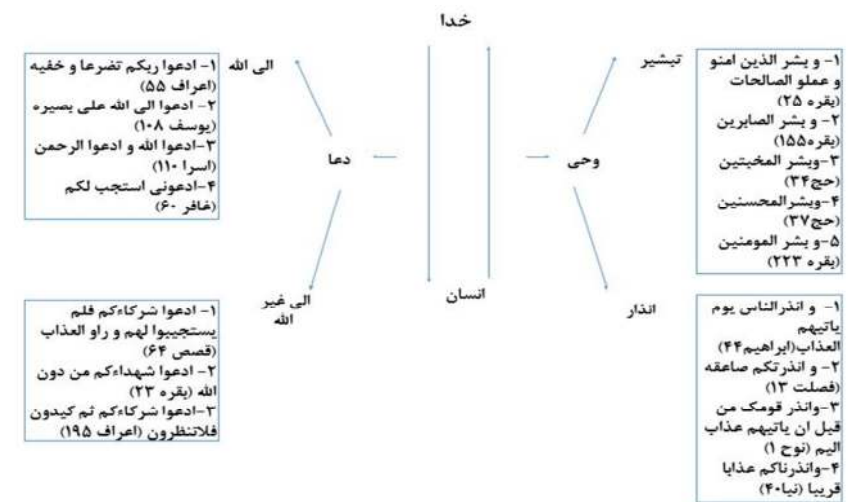 خدا
تبشیر
۱- و بشر الذین امنو
و عملو الصالحات
(بقره ۲۵)
۲- و بشر الصابرین
(بقره۱۵۵)
۳-وبشر المخبتین
(حج۳۴)
۴-وبشرالمحسنین
(حج۳۷)
۵-و بشر المومنین
(بقره ۲۲۳)
وحی
انذار
۱- و انذرالناس یوم
یاتیهم
العذاب(ابراهیم۴۴)
۲- و انذرتکم صاعقه
(فصلت ۱۳)
۳-وانذر قومک من
قبل ان یاتیهم عذاب
الیم (نوح ۱)
۴-وانذرناکم عذابا
قریبا (نبا۴۰)
انسان
دعا
الی الله
۱- ادعوا ربکم تضرعا و خفیه
(اعراف ۵۵)
۲- ادعوا الی الله علی بصیره
(یوسف ۱۰۸)
۳-ادعوا الله و ادعوا الرحمن
(اسرا ۱۱۰)
۴-ادعونی استجب لکم
(غافر ۶۰)
الی غیر
الله
۱- ادعوا شرکاءکم فلم
یستجیبوا لهم و راو العذاب
(قصص ۶۴)
۲- ادعوا شهداءکم من دون
الله (بقره ۲۳)
۳-ادعوا شرکاءکم ثم کیدون
فلاتنظرون (اعراف ۱۹۵)